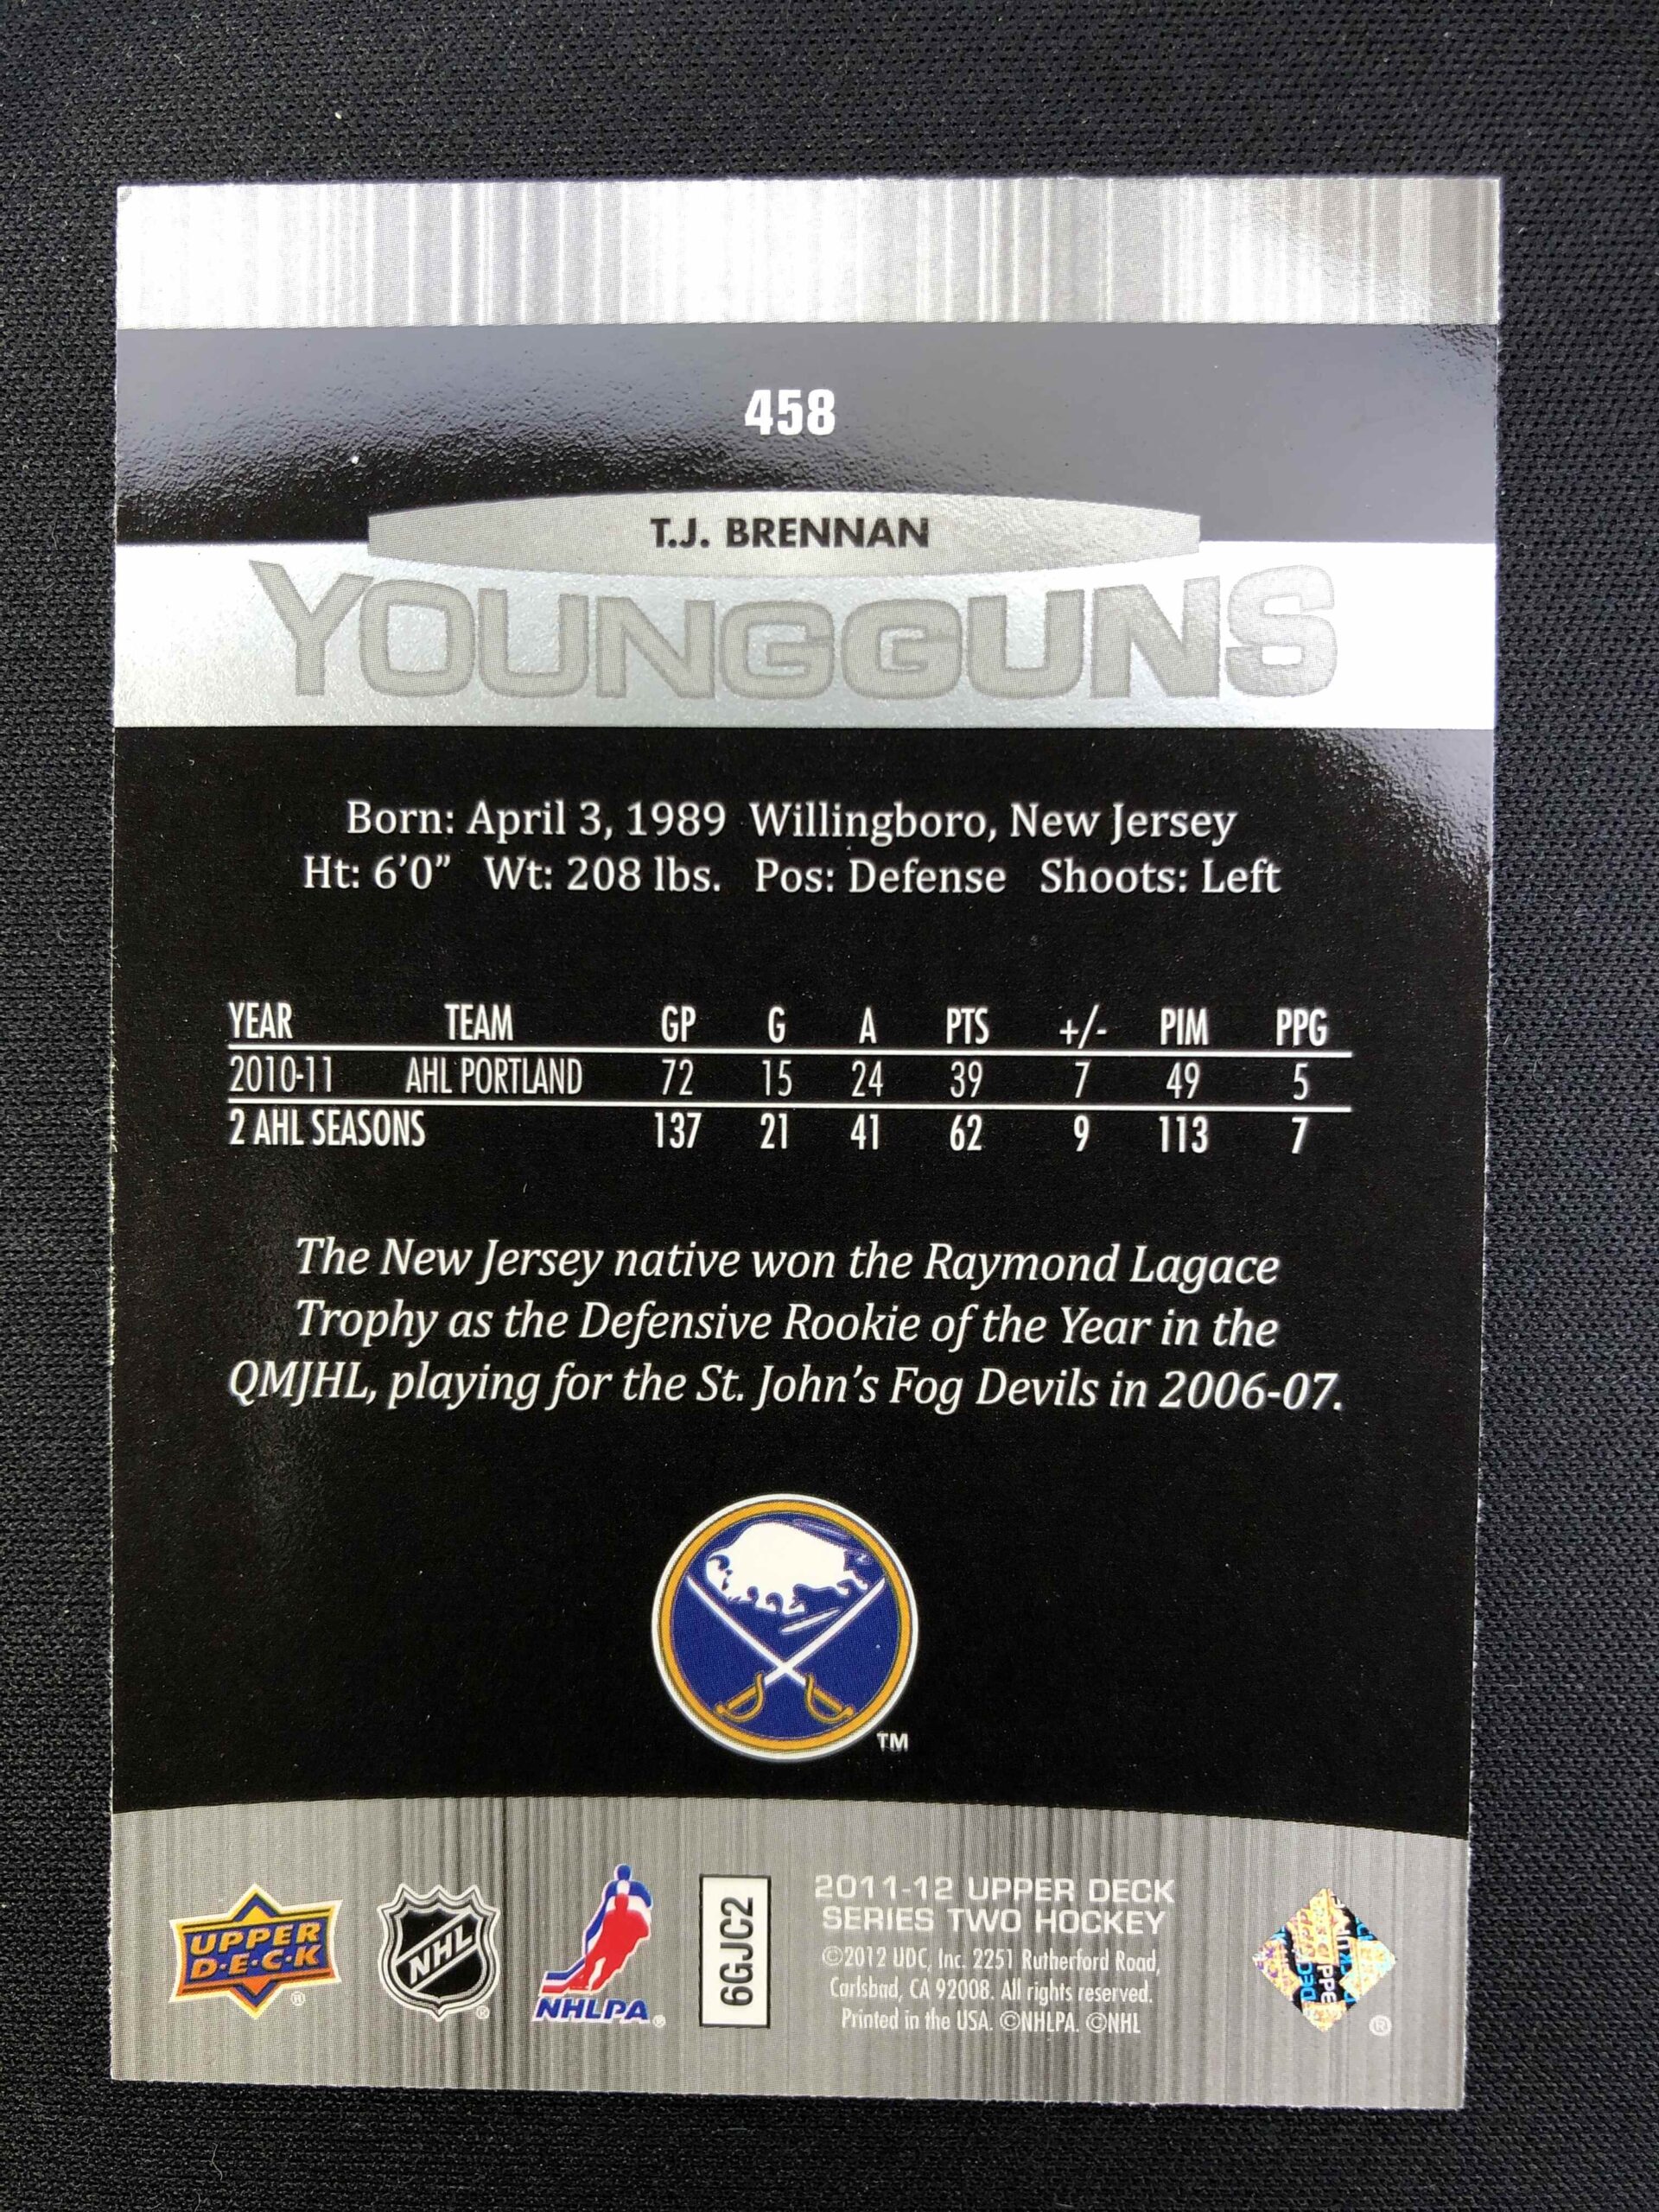 458
T.J. BRENNAN
YOUNGGUNS
Born: April 3, 1989 Willingboro, New Jersey
Ht: 6'0" Wt: 208 lbs. Pos: Defense Shoots: Left
YEAR TEAM GP G A PTS +/- PIM PPG
2010-11 AHL PORTLAND 72 15 24 39 7 49 5
2 AHL SEASONS 137 21 41 62 9 113 7
The New Jersey native won the Raymond Lagace
Trophy as the Defensive Rookie of the Year in the
QMJHL, playing for the St. John's Fog Devils in 2006-07.
TM
UPPER
D·E·C·K
®
NHL
®
NHLPA®
6GJC2
2011-12 UPPER DECK
SERIES TWO HOCKEY
©2012 UDC, Inc. 2251 Rutherford Road,
Carlsbad, CA 92008. All rights reserved.
Printed in the USA. ©NHLPA. ©NHL
®